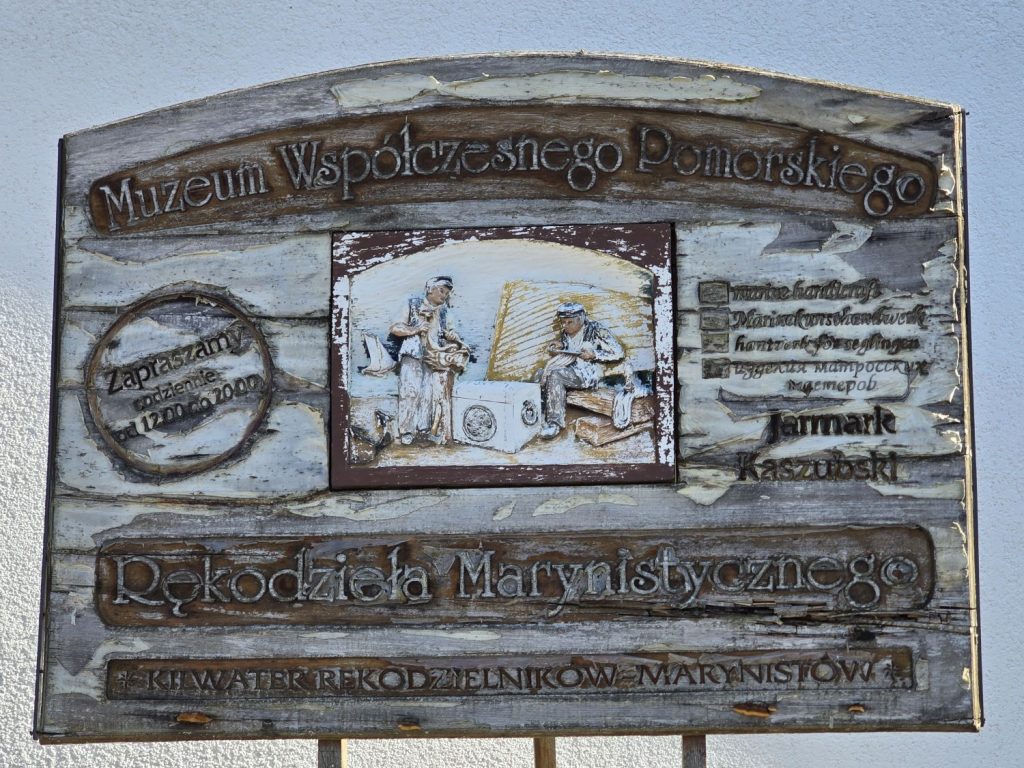 Muzeum Współczesnego Pomorskiego
Zapraszamy
codziennie
od 12.00 do 20.00
marine handicraft
Marinekunsthandwerk
hantverk för seglingen
изделия матросских
мастеров
Jarmark
Kaszubski
Rękodzieła Marynistycznego
KILWATER RĘKODZIELNIKÓW-MARYNISTÓW